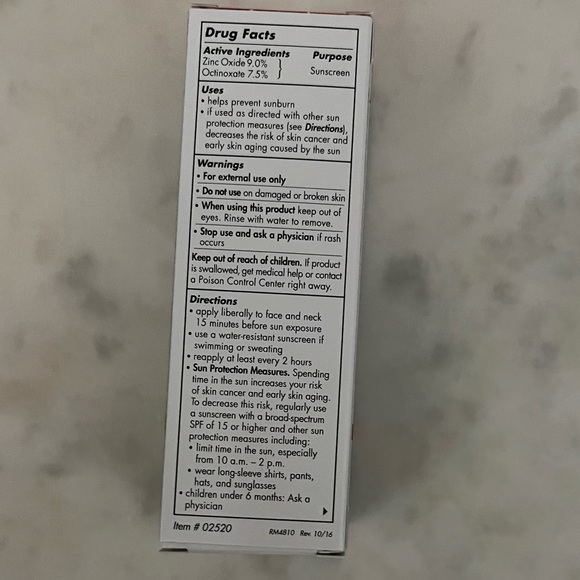 Drug Facts
Active Ingredients Purpose
Zinc Oxide 9.0%
Octinoxate 7.5% } Sunscreen
Uses
• helps prevent sunburn
• if used as directed with other sun
protection measures (see Directions),
decreases the risk of skin cancer and
early skin aging caused by the sun
Warnings
• For external use only
• Do not use on damaged or broken skin
• When using this product keep out of
eyes. Rinse with water to remove.
• Stop use and ask a physician if rash
occurs
Keep out of reach of children. If product
is swallowed, get medical help or contact
a Poison Control Center right away.
Directions
• apply liberally to face and neck
15 minutes before sun exposure
• use a water-resistant sunscreen if
swimming or sweating
• reapply at least every 2 hours
• Sun Protection Measures. Spending
time in the sun increases your risk
of skin cancer and early skin aging.
To decrease this risk, regularly use
a sunscreen with a broad-spectrum
SPF of 15 or higher and other sun
protection measures including:
• limit time in the sun, especially
from 10 a.m. – 2 p.m.
• wear long-sleeve shirts, pants,
hats, and sunglasses
• children under 6 months: Ask a
physician
Item # 02520 RM4810 Rev. 10/16